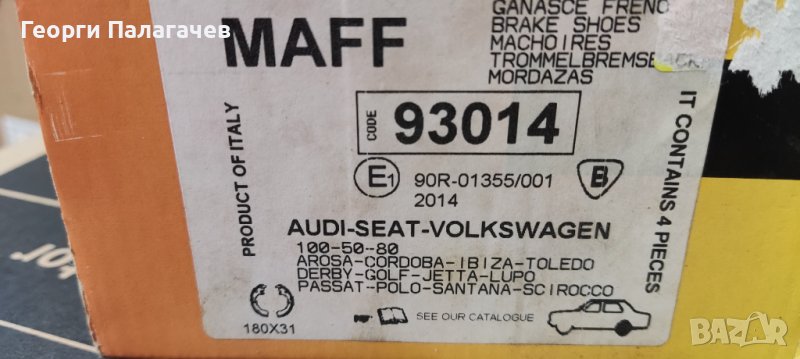 Георги Палагачев
GANASCE FRENO
BRAKE SHOES
MACHOIRES
MAFF
MORDAZAS
CODE
93014
PRODUCT OF ITALY
IT CONTAINS 4 PIECES
E1
90R-01355/001
2014
B
AUDI-SEAT-VOLKSWAGEN
100-50-80
AROSA-CORDOBA-IBIZA-TOLEDO
DERBY-GOLF-JETTA-LUPO
PASSAT-POLO-SANTANA-SCIROCCO
180X31
SEE OUR CATALOGUE
BAZAR
bg